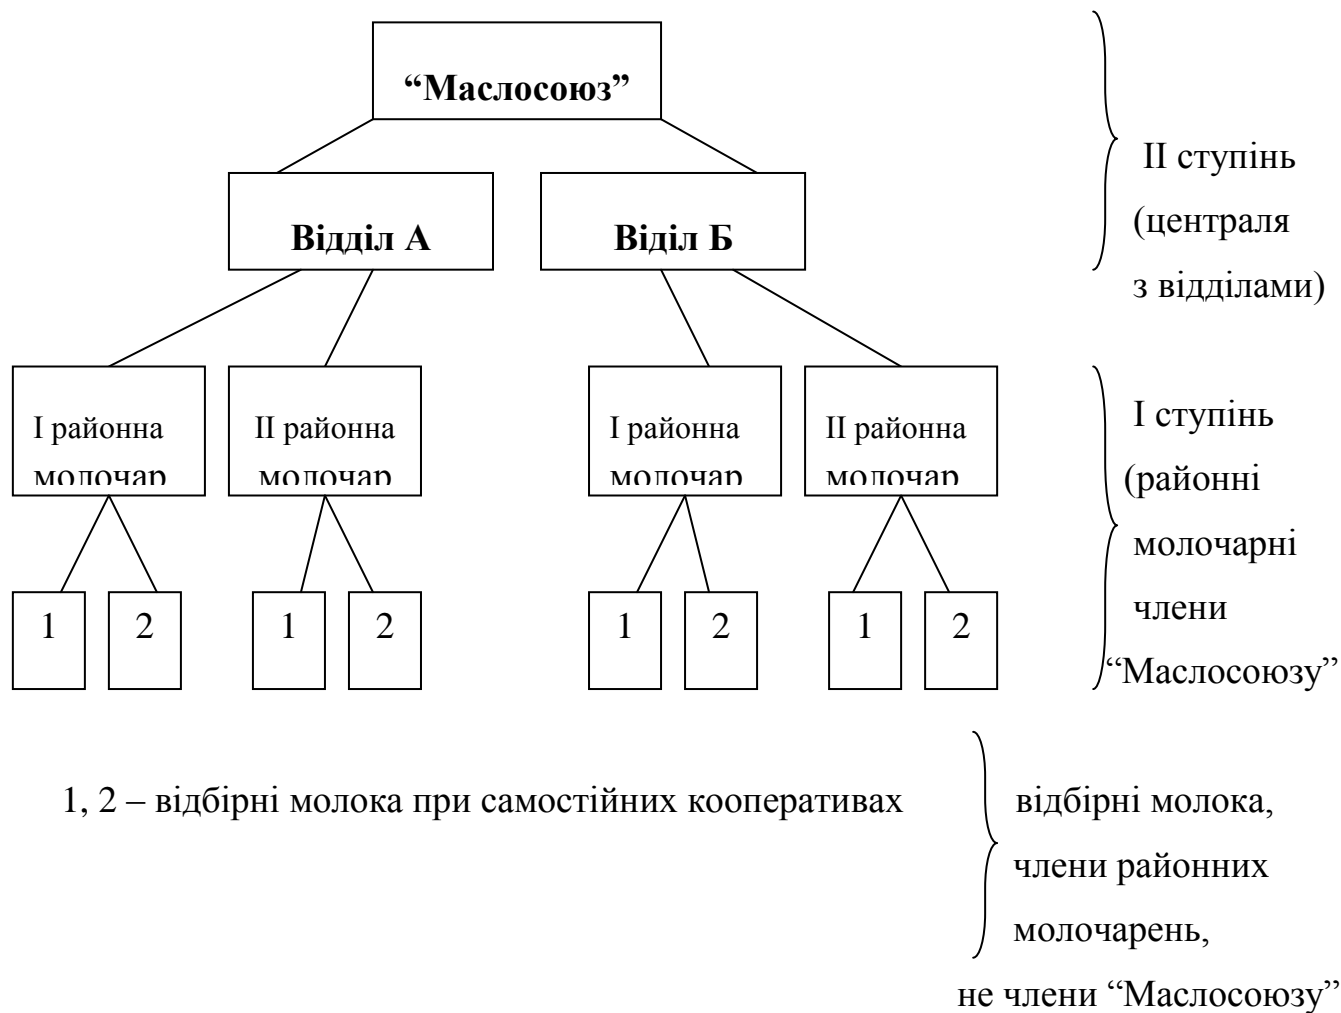 “Маслосоюз”
ІІ ступінь
(централя
з відділами)
Відділ А
Віділ Б
І районна
молочар
ІІ районна
молочар
І районна
молочар
ІІ районна
молочар
І ступінь
(районні
молочарні
члени
“Маслосоюзу”
1
2
1
2
1
2
1
2
1, 2 – відбірні молока при самостійних кооперативах
відбірні молока,
члени районних
молочарень,
не члени “Маслосоюзу”